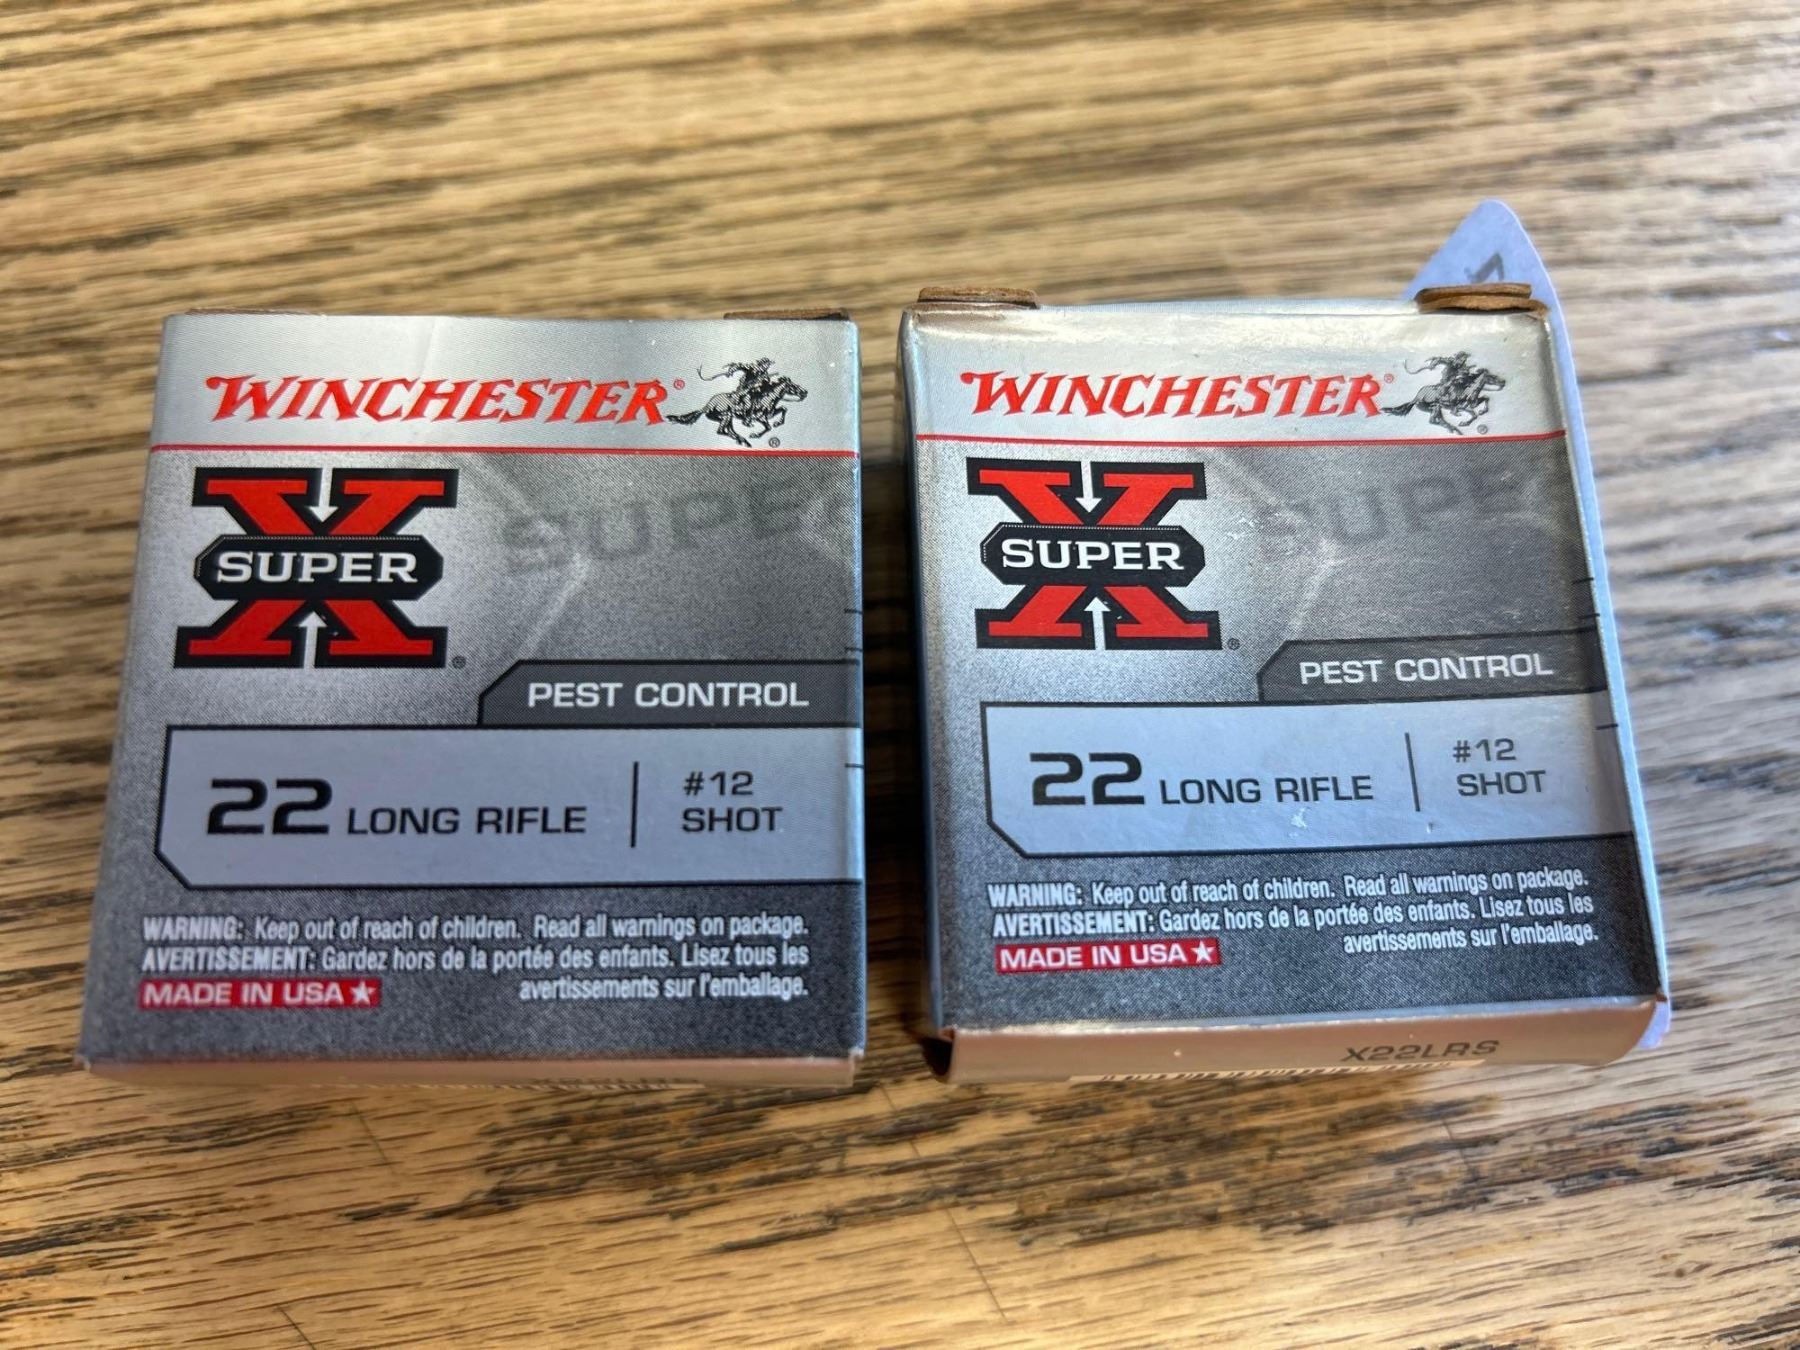 WINCHESTER®
SUPER X®
SUPE
PEST CONTROL
22 LONG RIFLE
#12
SHOT
WARNING: Keep out of reach of children. Read all warnings on package.
AVERTISSEMENT: Gardez hors de la portée des enfants. Lisez tous les
avertissements sur l'emballage.
MADE IN USA
WINCHESTER®
SUPER X®
SUPE
PEST CONTROL
22 LONG RIFLE
#12
SHOT
WARNING: Keep out of reach of children. Read all warnings on package.
AVERTISSEMENT: Gardez hors de la portée des enfants. Lisez tous les
avertissements sur l'emballage.
MADE IN USA
X22LRS